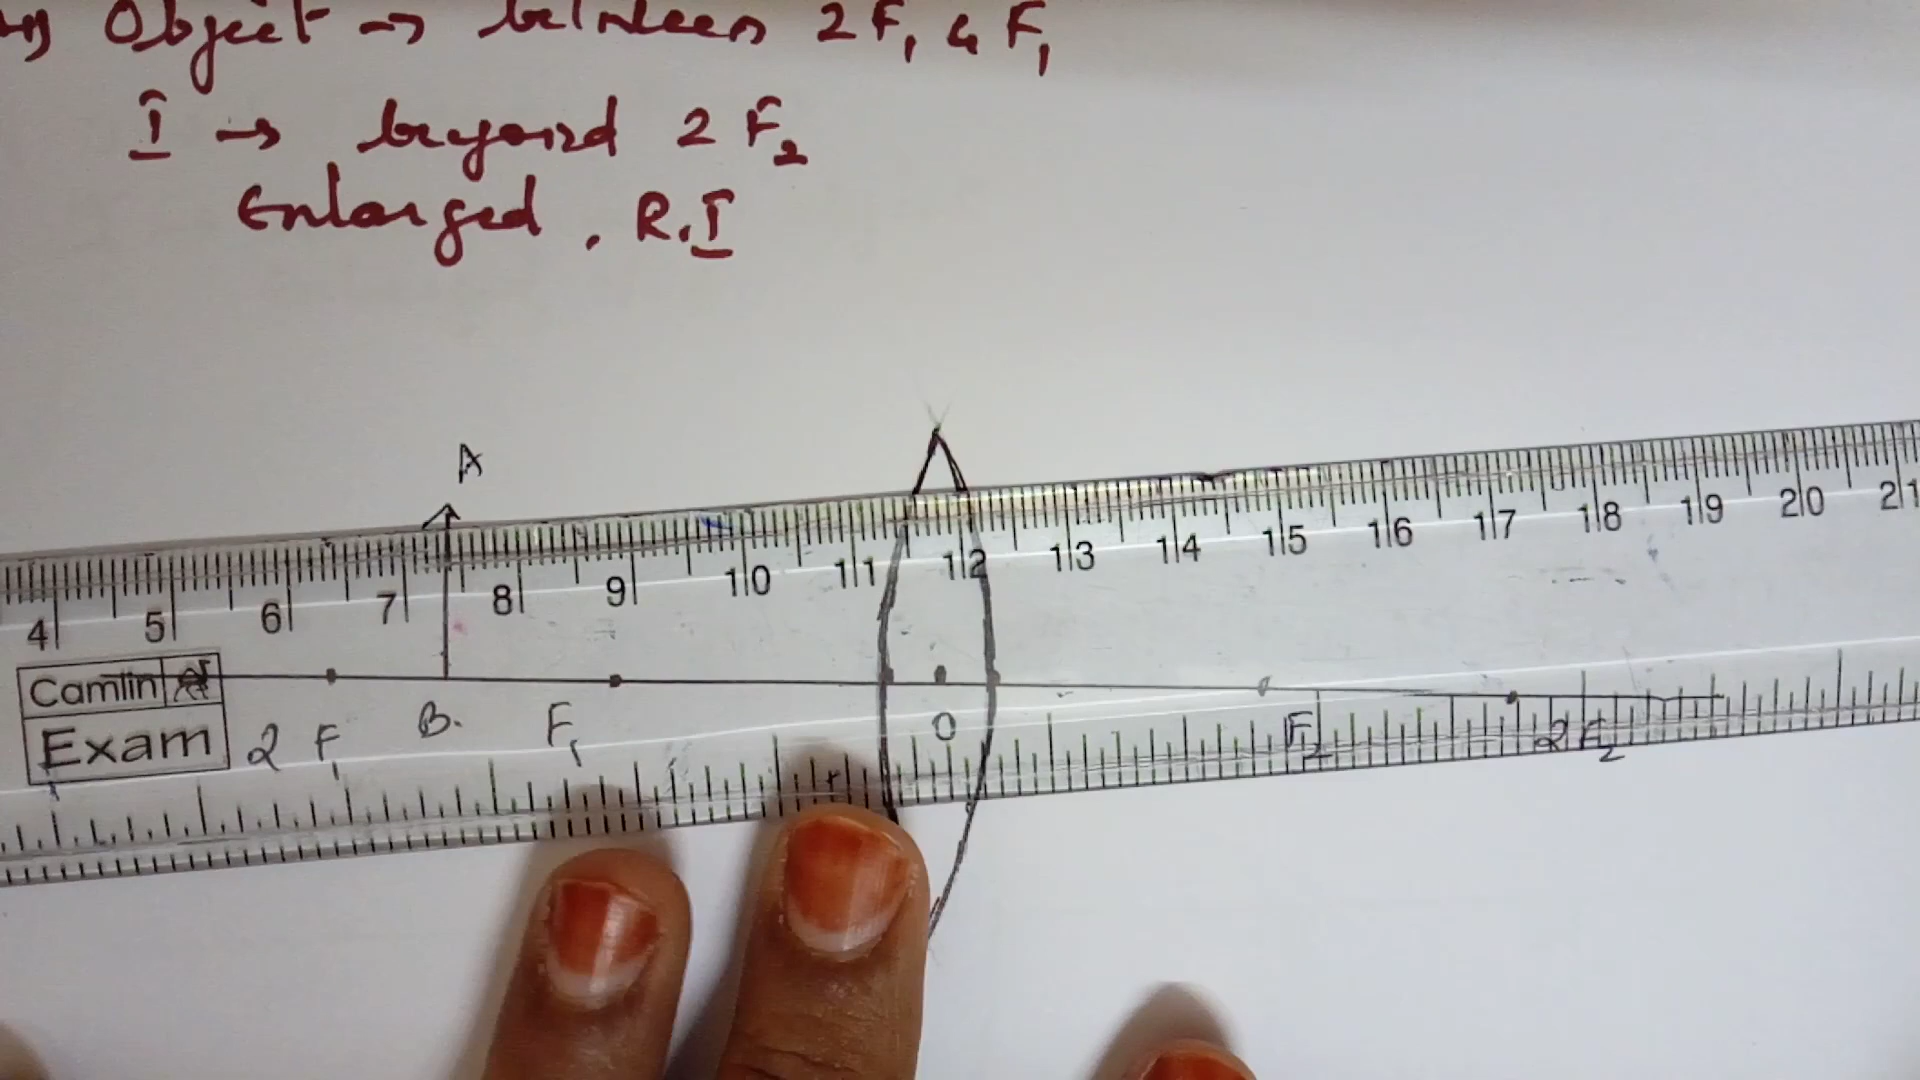 Object → between 2F₁ & F₁
I → beyond 2F₂
Enlarged . R.I
A
4 5 6 7 8 9 10 11 12 13 14 15 16 17 18 19 20 21
Camlin
Exam
2F₁ B. F₁ O F₂ 2F₂